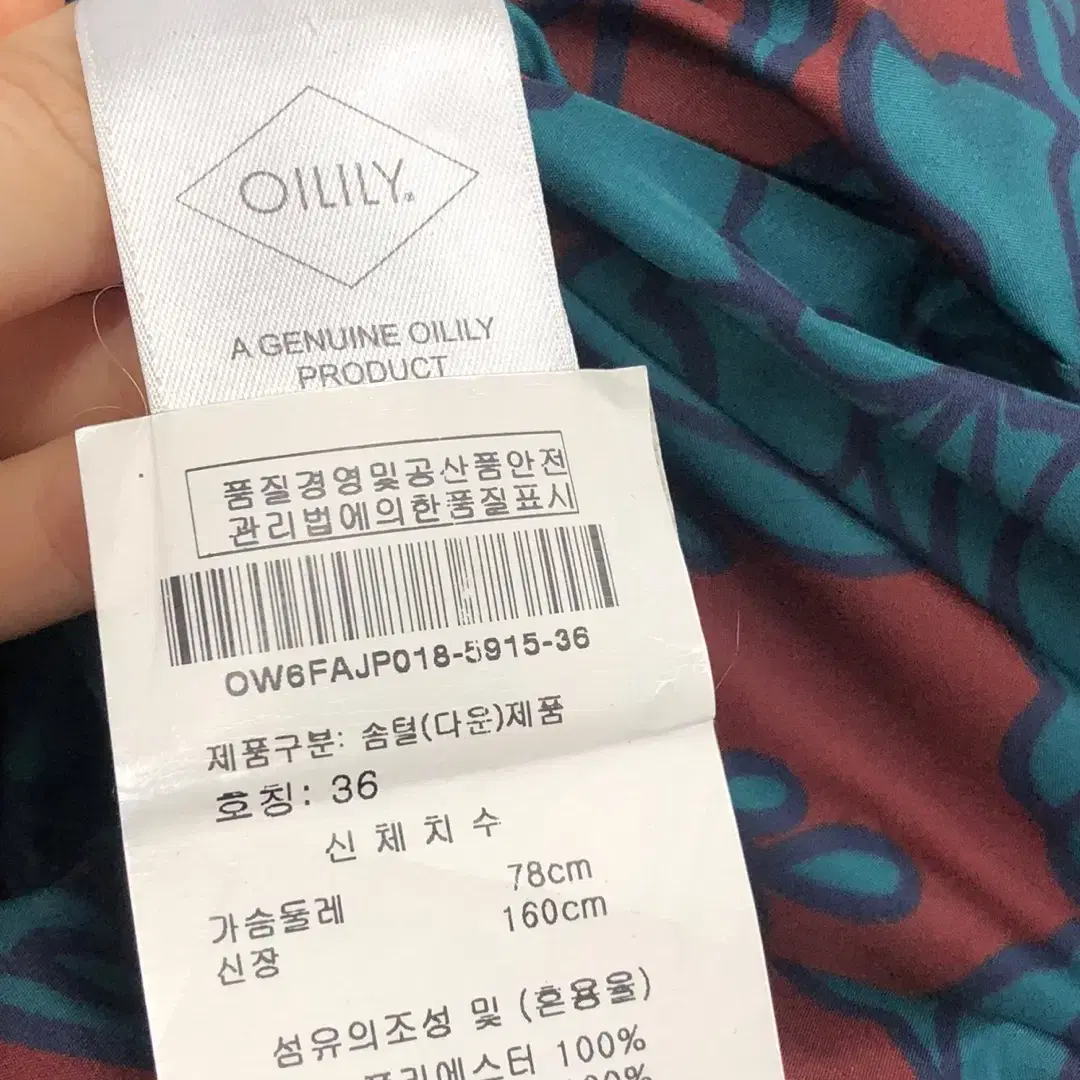 OILILY
A GENUINE OILILY
PRODUCT
품질경영및공산품안전
관리법에의한품질표시
OW6FAJP018-5915-36
제품구분: 솜털(다운)제품
호칭: 36
신체치수
78cm
가슴둘레
160cm
신장
섬유의조성 및 (혼용율)
폴리에스터 100%
100%